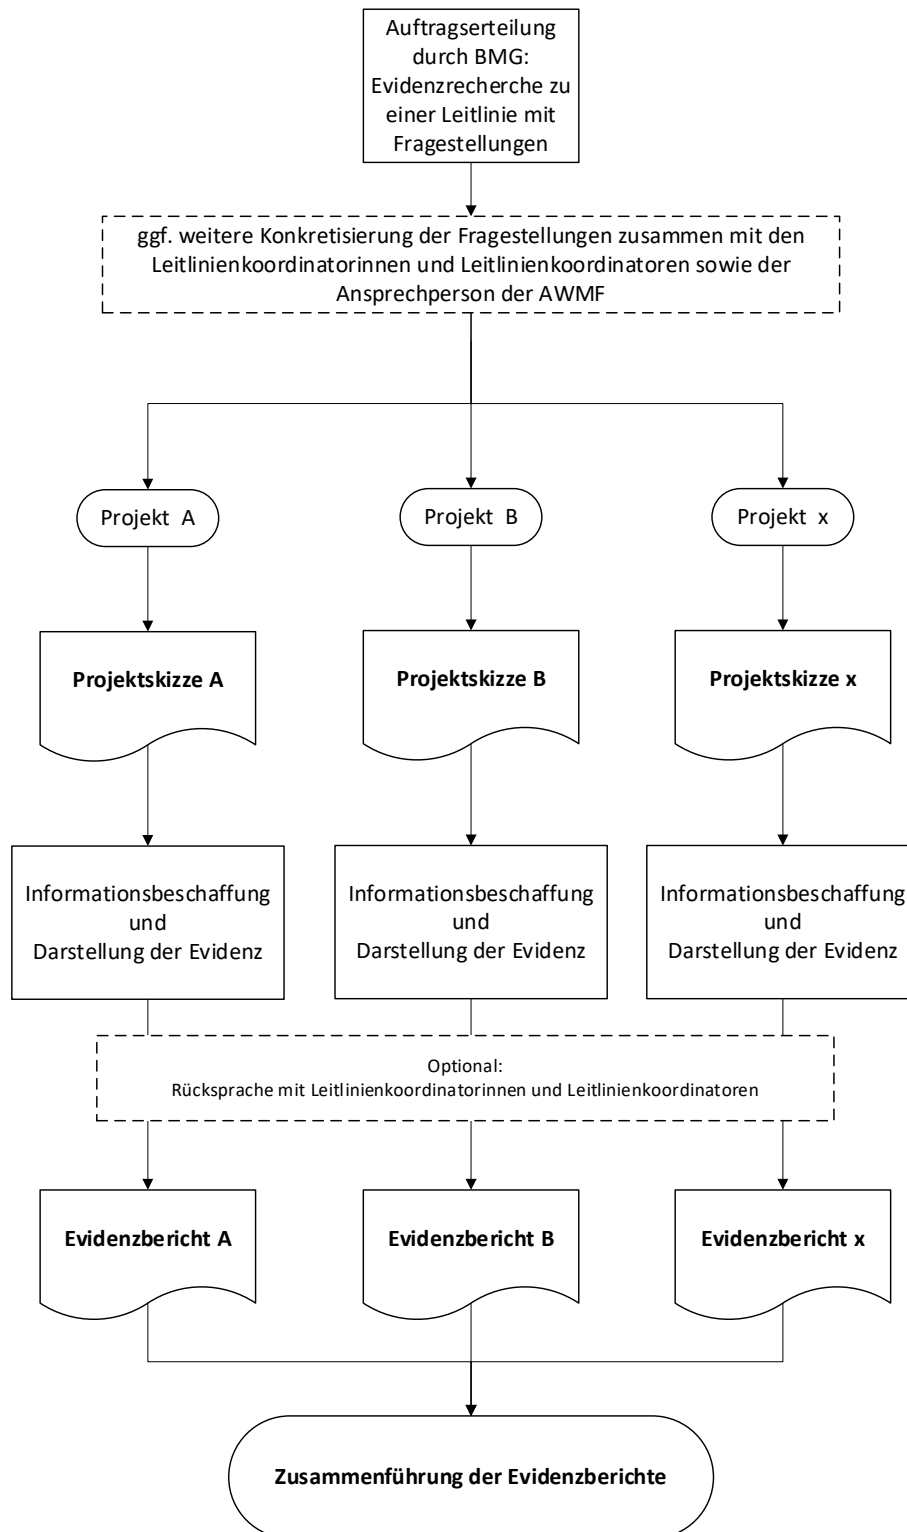 Auftragserteilung
durch BMG:
Evidenzrecherche zu
einer Leitlinie mit
Fragestellungen
ggf. weitere Konkretisierung der Fragestellungen zusammen mit den
Leitlinienkoordinatorinnen und Leitlinienkoordinatoren sowie der
Ansprechperson der AWMF
Projekt A
Projekt B
Projekt x
Projektskizze A
Projektskizze B
Projektskizze x
Informationsbeschaffung
und
Darstellung der Evidenz
Informationsbeschaffung
und
Darstellung der Evidenz
Informationsbeschaffung
und
Darstellung der Evidenz
Optional:
Rücksprache mit Leitlinienkoordinatorinnen und Leitlinienkoordinatoren
Evidenzbericht A
Evidenzbericht B
Evidenzbericht x
Zusammenführung der Evidenzberichte